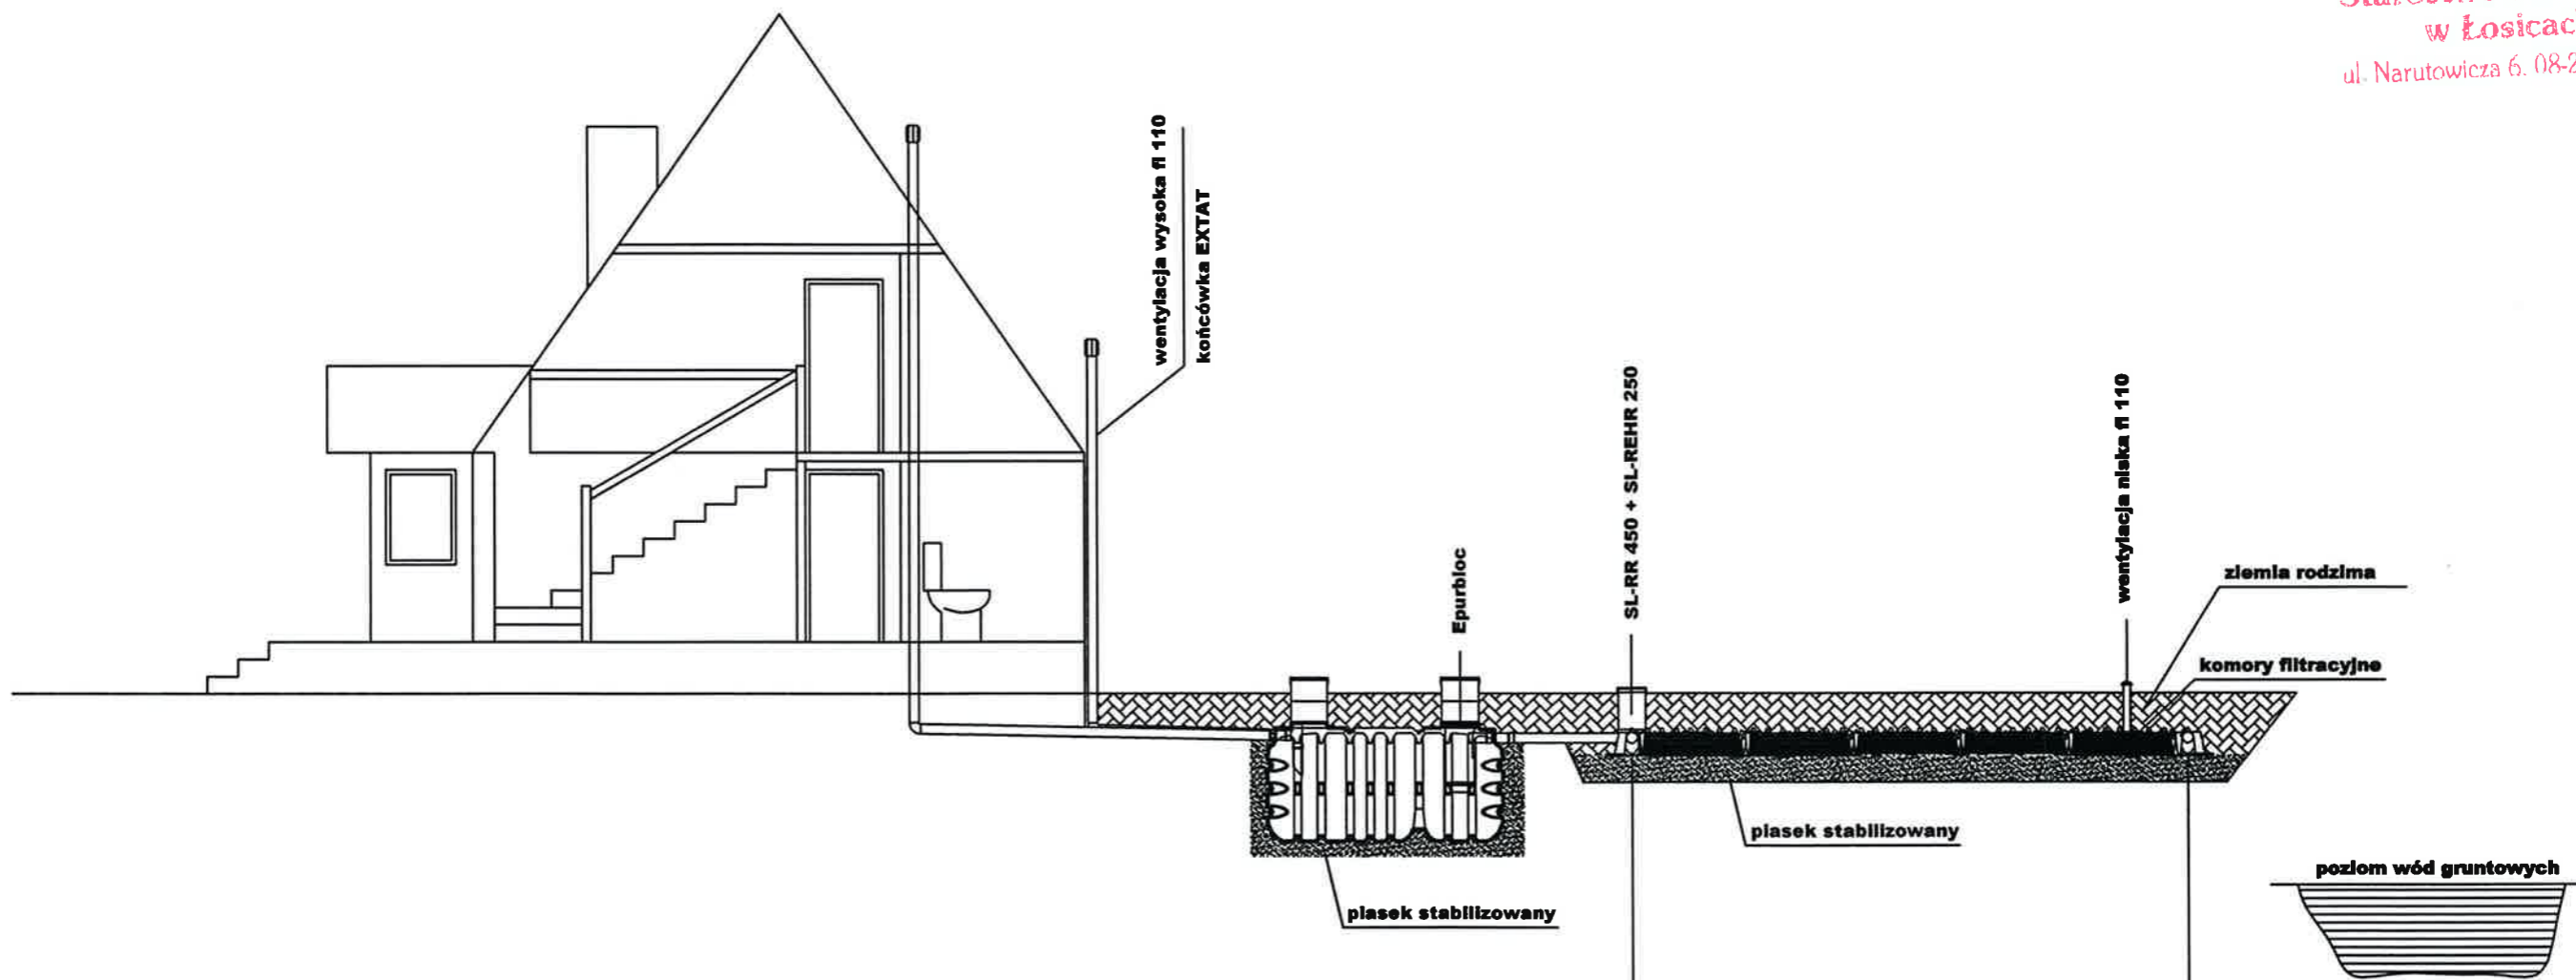 w Łosicach
ul. Narutowicza 6. 08-2
wentylacja wysoka fi 110
końcówka EXTAT
SL-RR 450 + SL-REHR 250
wentylacja niska fi 110
Epurbloc
ziemia rodzima
komory filtracyjne
piasek stabilizowany
poziom wód gruntowych
piasek stabilizowany